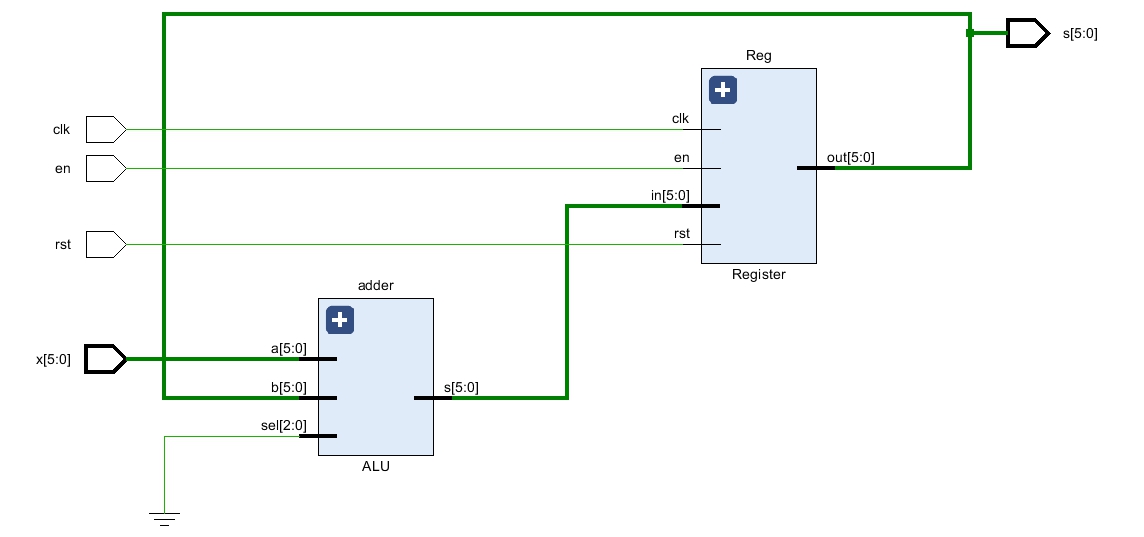 s[5:0]
Reg
clk
clk
en
en
out[5:0]
in[5:0]
rst
rst
Register
adder
x[5:0]
a[5:0]
b[5:0]
s[5:0]
sel[2:0]
ALU